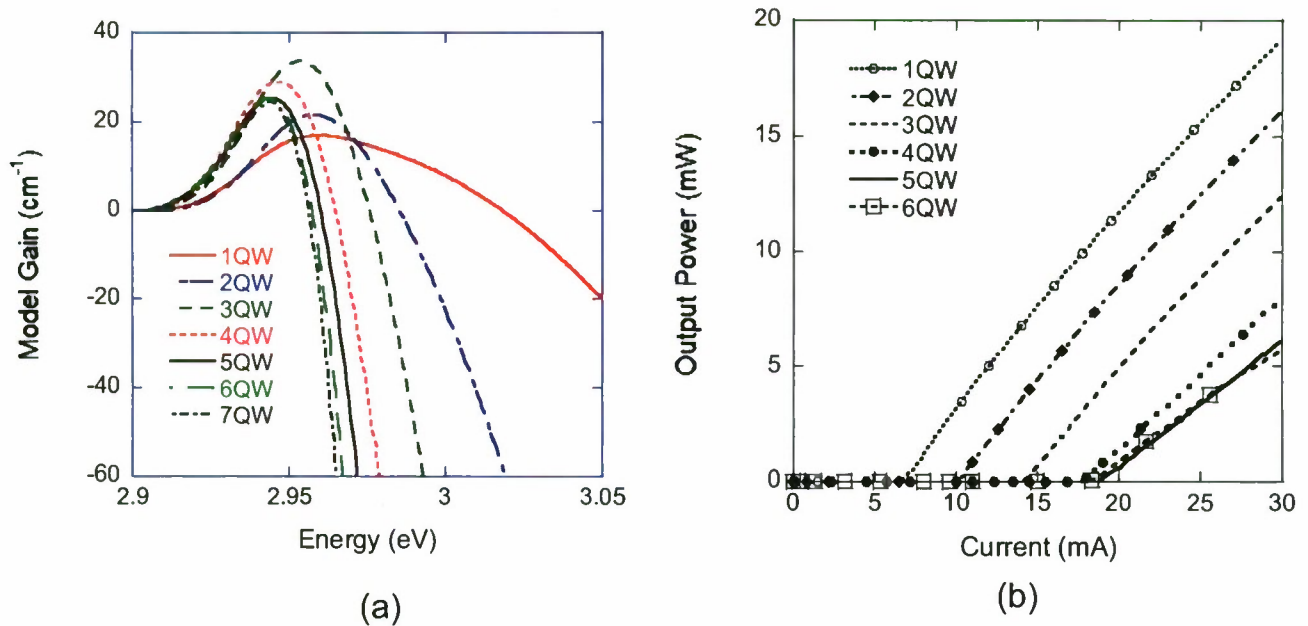 40
20
0
-20
-40
-60
2.9
2.95
3
3.05
Model Gain (cm-1)
Energy (eV)
1QW
2QW
3QW
4QW
5QW
6QW
7QW
(a)
20
15
10
5
0
0
5
10
15
20
25
30
Output Power (mW)
Current (mA)
1QW
2QW
3QW
4QW
5QW
6QW
(b)